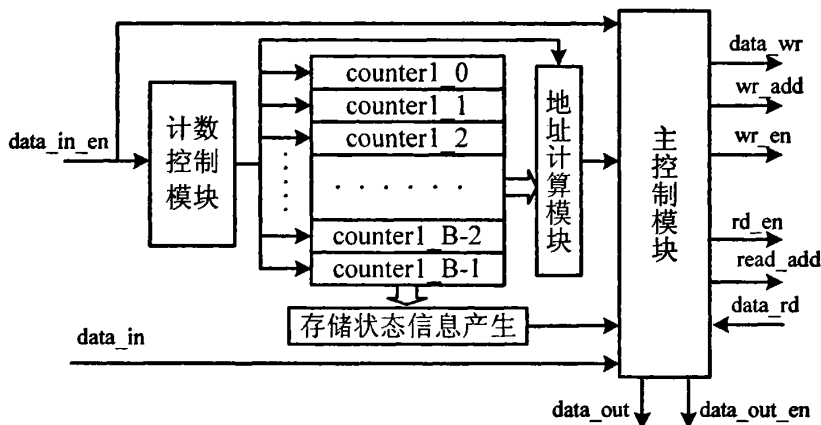 data_in_en
计数
控制
模块
counter1_0
counter1_1
counter1_2
· · · · · ·
counter1_B-2
counter1_B-1
地址计算模块
存储状态信息产生
data_in
主控制模块
data_wr
wr_add
wr_en
rd_en
read_add
data_rd
data_out
data_out_en